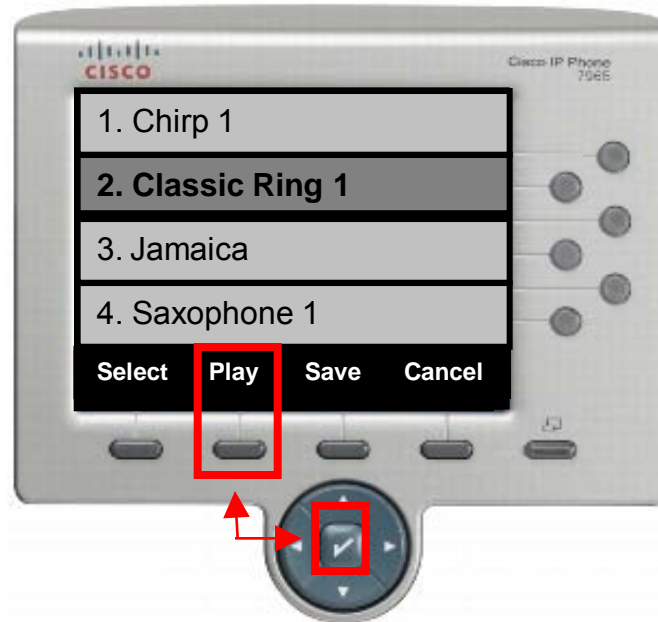 CISCO
Cisco IP Phone
7965
1. Chirp 1
2. Classic Ring 1
3. Jamaica
4. Saxophone 1
Select Play Save Cancel